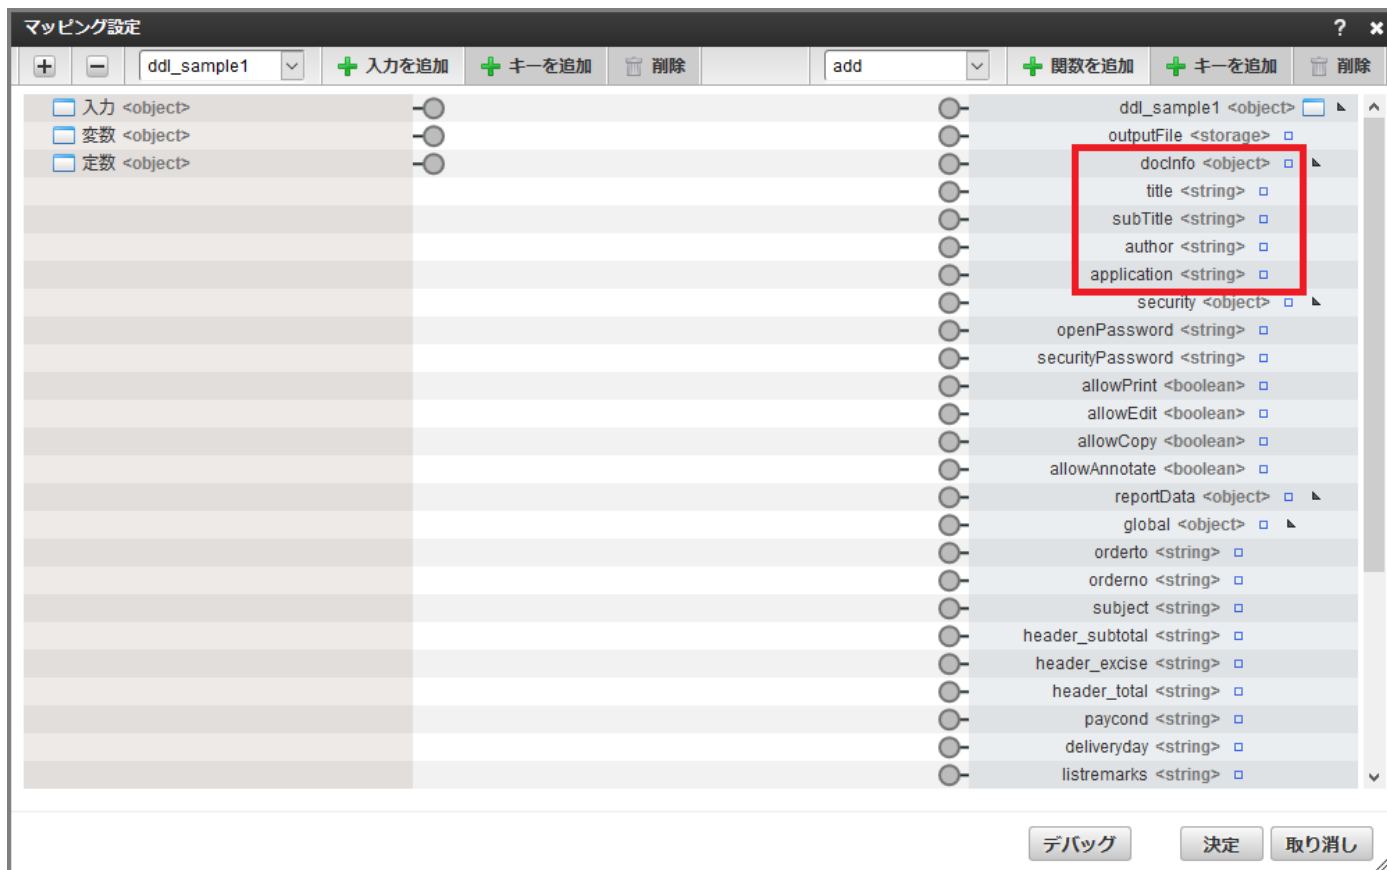 マッピング設定 ? ×
ddl_sample1 入力を追加 キーを追加 削除 add 関数を追加 キーを追加 削除
入力 <object> ddl_sample1 <object>
変数 <object> outputFile <storage>
定数 <object> docInfo <object>
title <string>
subTitle <string>
author <string>
application <string>
security <object>
openPassword <string>
securityPassword <string>
allowPrint <boolean>
allowEdit <boolean>
allowCopy <boolean>
allowAnnotate <boolean>
reportData <object>
global <object>
orderto <string>
orderno <string>
subject <string>
header_subtotal <string>
header_excise <string>
header_total <string>
paycond <string>
deliveryday <string>
listremarks <string>
デバッグ 決定 取り消し